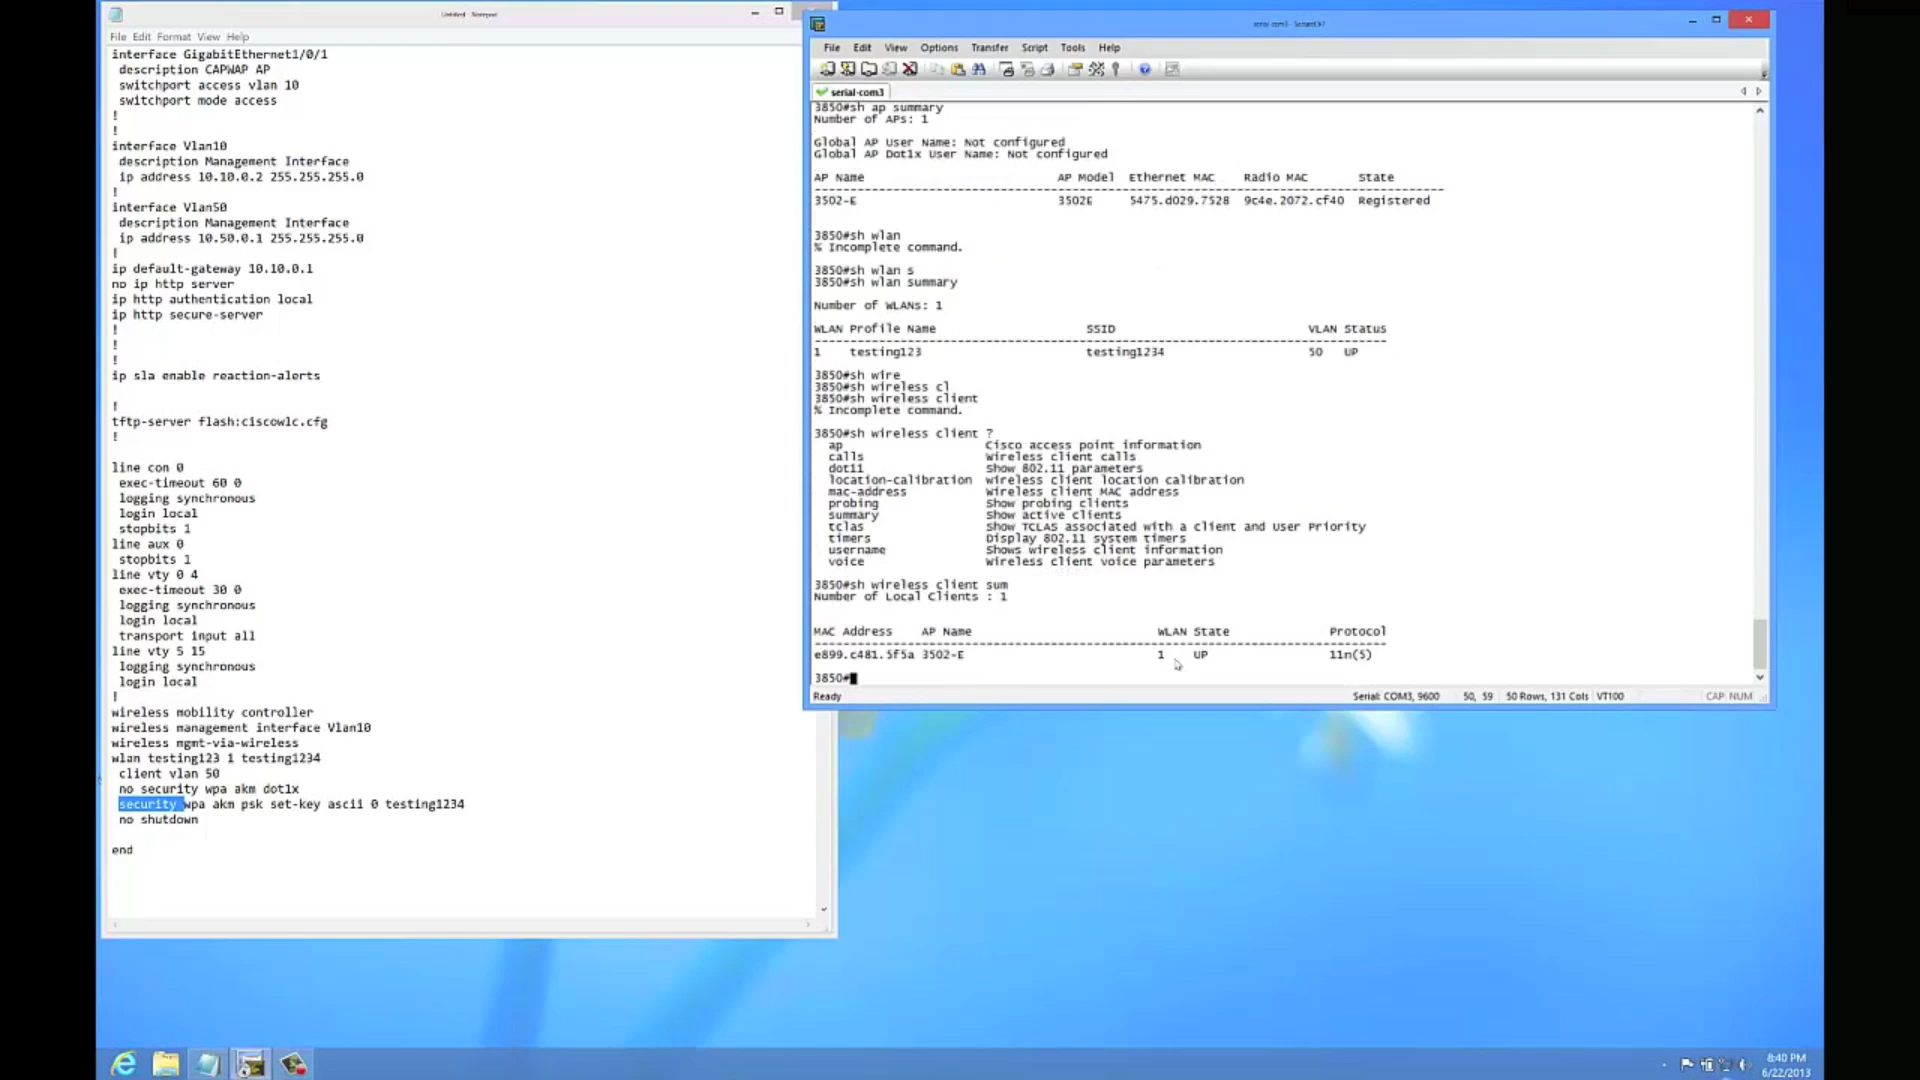 Untitled - Notepad
File Edit Format View Help
interface GigabitEthernet1/0/1
description CAPWAP AP
switchport access vlan 10
switchport mode access
!
!
interface Vlan10
description Management Interface
ip address 10.10.0.2 255.255.255.0
!
interface Vlan50
description Management Interface
ip address 10.50.0.1 255.255.255.0
!
ip default-gateway 10.10.0.1
no ip http server
ip http authentication local
ip http secure-server
!
!
!
ip sla enable reaction-alerts
!
tftp-server flash:ciscowlc.cfg
!
line con 0
exec-timeout 60 0
logging synchronous
login local
stopbits 1
line aux 0
stopbits 1
line vty 0 4
exec-timeout 30 0
logging synchronous
login local
transport input all
line vty 5 15
logging synchronous
login local
!
wireless mobility controller
wireless management interface Vlan10
wireless mgmt-via-wireless
wlan testing123 1 testing1234
client vlan 50
no security wpa akm dot1x
security wpa akm psk set-key ascii 0 testing1234
no shutdown
end
serial-com3 - SecureCRT
File Edit View Options Transfer Script Tools Help
serial-com3
3850#sh ap summary
Number of APs: 1
Global AP User Name: Not configured
Global AP Dot1x User Name: Not configured
AP Name AP Model Ethernet MAC Radio MAC State
3502-E 3502E 5475.d029.7528 9c4e.2072.cf40 Registered
3850#sh wlan
% Incomplete command.
3850#sh wlan s
3850#sh wlan summary
Number of WLANs: 1
WLAN Profile Name SSID VLAN Status
1 testing123 testing1234 50 UP
3850#sh wire
3850#sh wireless cl
3850#sh wireless client
% Incomplete command.
3850#sh wireless client ?
ap Cisco access point information
calls wireless client calls
dot11 Show 802.11 parameters
location-calibration wireless client location calibration
mac-address wireless client MAC address
probing Show probing clients
summary Show active clients
tclas Show TCLAS associated with a client and User Priority
timers Display 802.11 system timers
username Shows wireless client information
voice wireless client voice parameters
3850#sh wireless client sum
Number of Local Clients : 1
MAC Address AP Name WLAN State Protocol
e899.c481.5f5a 3502-E 1 UP 11n(5)
3850#
Ready Serial: COM3, 9600 50, 59 50 Rows, 131 Cols VT100 CAP NUM
8:40 PM
6/22/2013